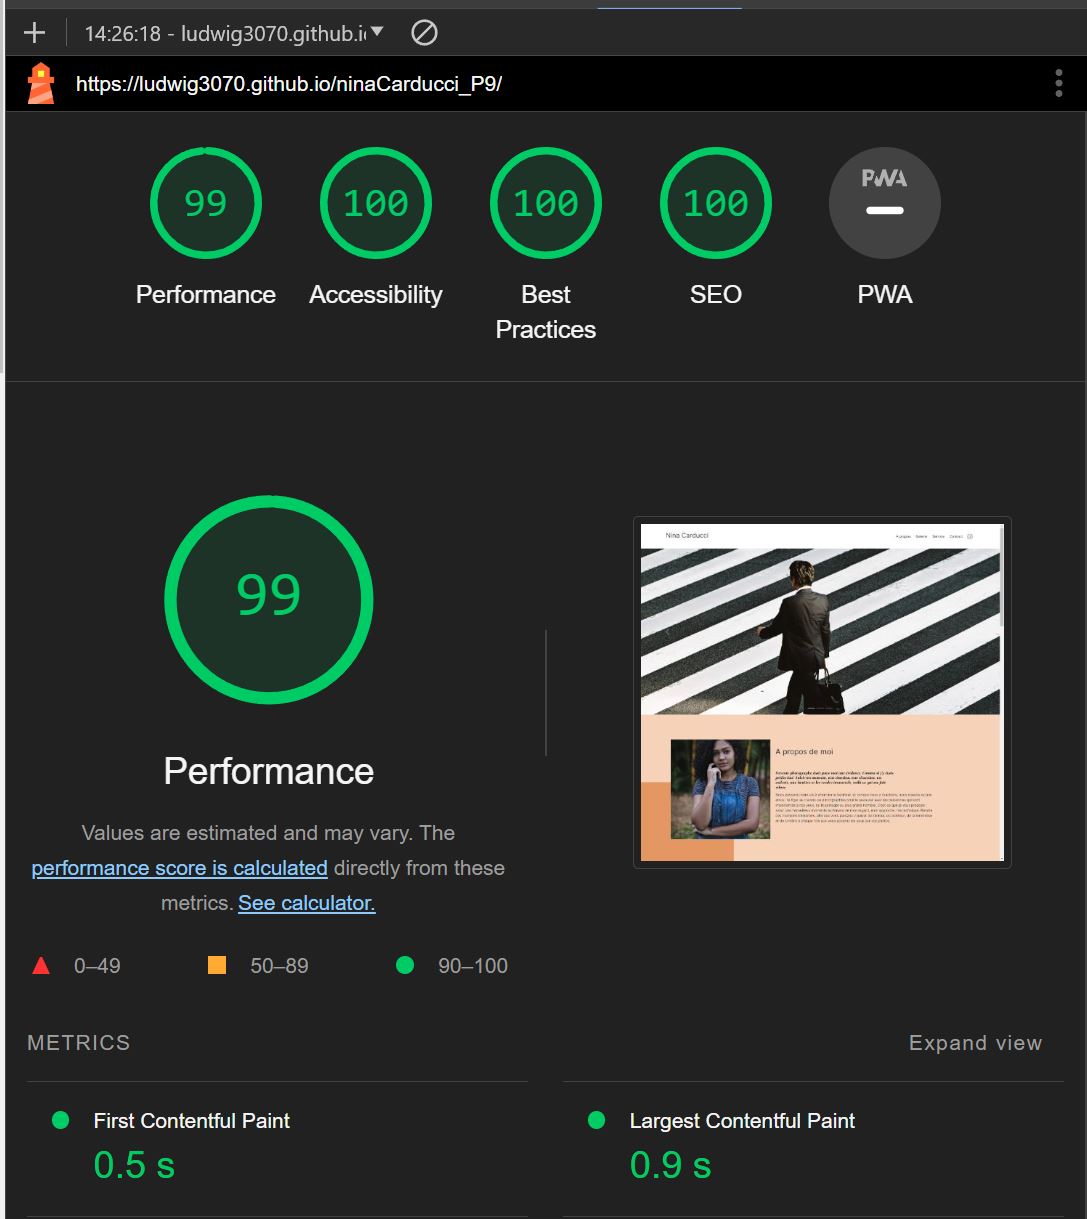 14:26:18 - ludwig3070.github.i
https://ludwig3070.github.io/ninaCarducci_P9/
99
100
100
100
PWA
Performance
Accessibility
Best
Practices
SEO
PWA
99
Performance
Values are estimated and may vary. The
performance score is calculated directly from these
metrics. See calculator.
0–49
50–89
90–100
Nina Carducci
A propos
Galerie
Service
Contact
A propos de moi
METRICS
Expand view
First Contentful Paint
0.5 s
Largest Contentful Paint
0.9 s